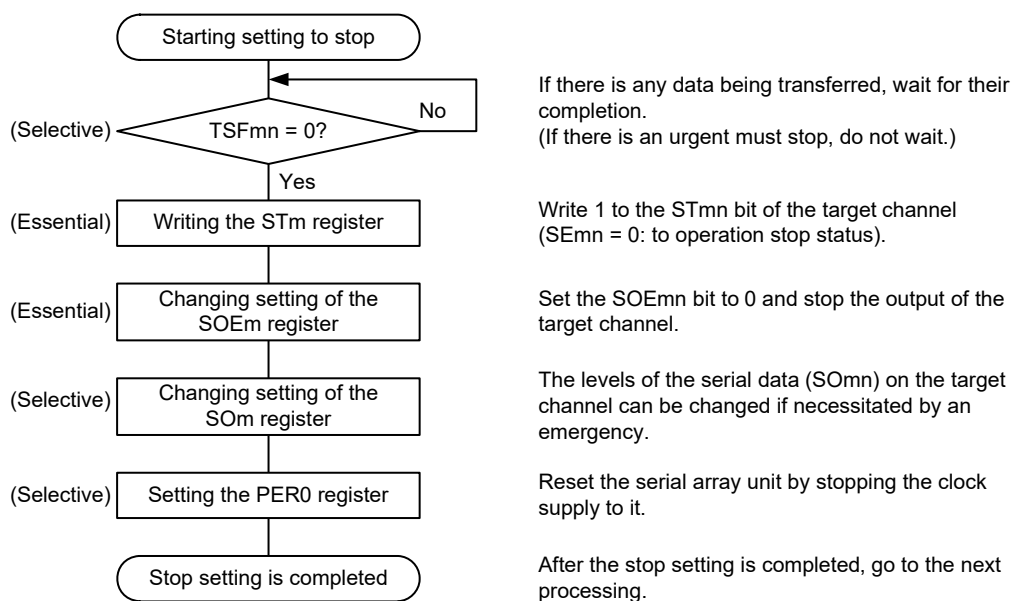 Starting setting to stop
No
If there is any data being transferred, wait for their
completion.
(If there is an urgent must stop, do not wait.)
(Selective)
TSFmn = 0?
Yes
(Essential)
Writing the STm register
Write 1 to the STmn bit of the target channel
(SEmn = 0: to operation stop status).
(Essential)
Changing setting of the
SOEm register
Set the SOEmn bit to 0 and stop the output of the
target channel.
(Selective)
Changing setting of the
SOm register
The levels of the serial data (SOmn) on the target
channel can be changed if necessitated by an
emergency.
(Selective)
Setting the PER0 register
Reset the serial array unit by stopping the clock
supply to it.
Stop setting is completed
After the stop setting is completed, go to the next
processing.